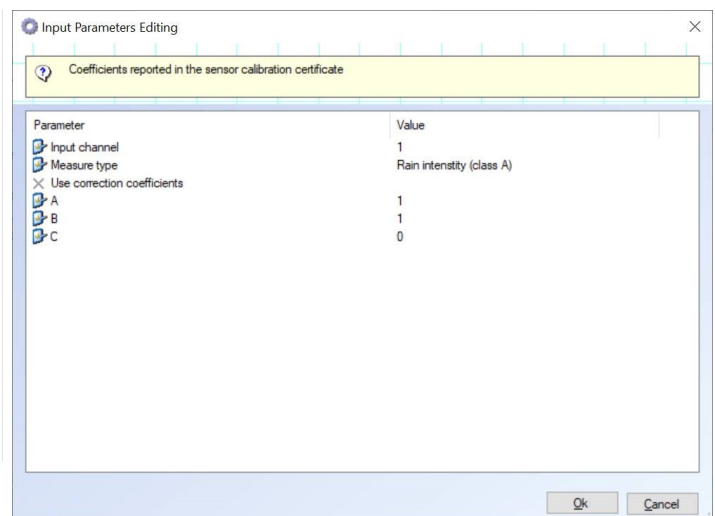 Input Parameters Editing
Coefficients reported in the sensor calibration certificate
Parameter Value
Input channel 1
Measure type Rain intenstity (class A)
Use correction coefficients
A 1
B 1
C 0
Ok Cancel